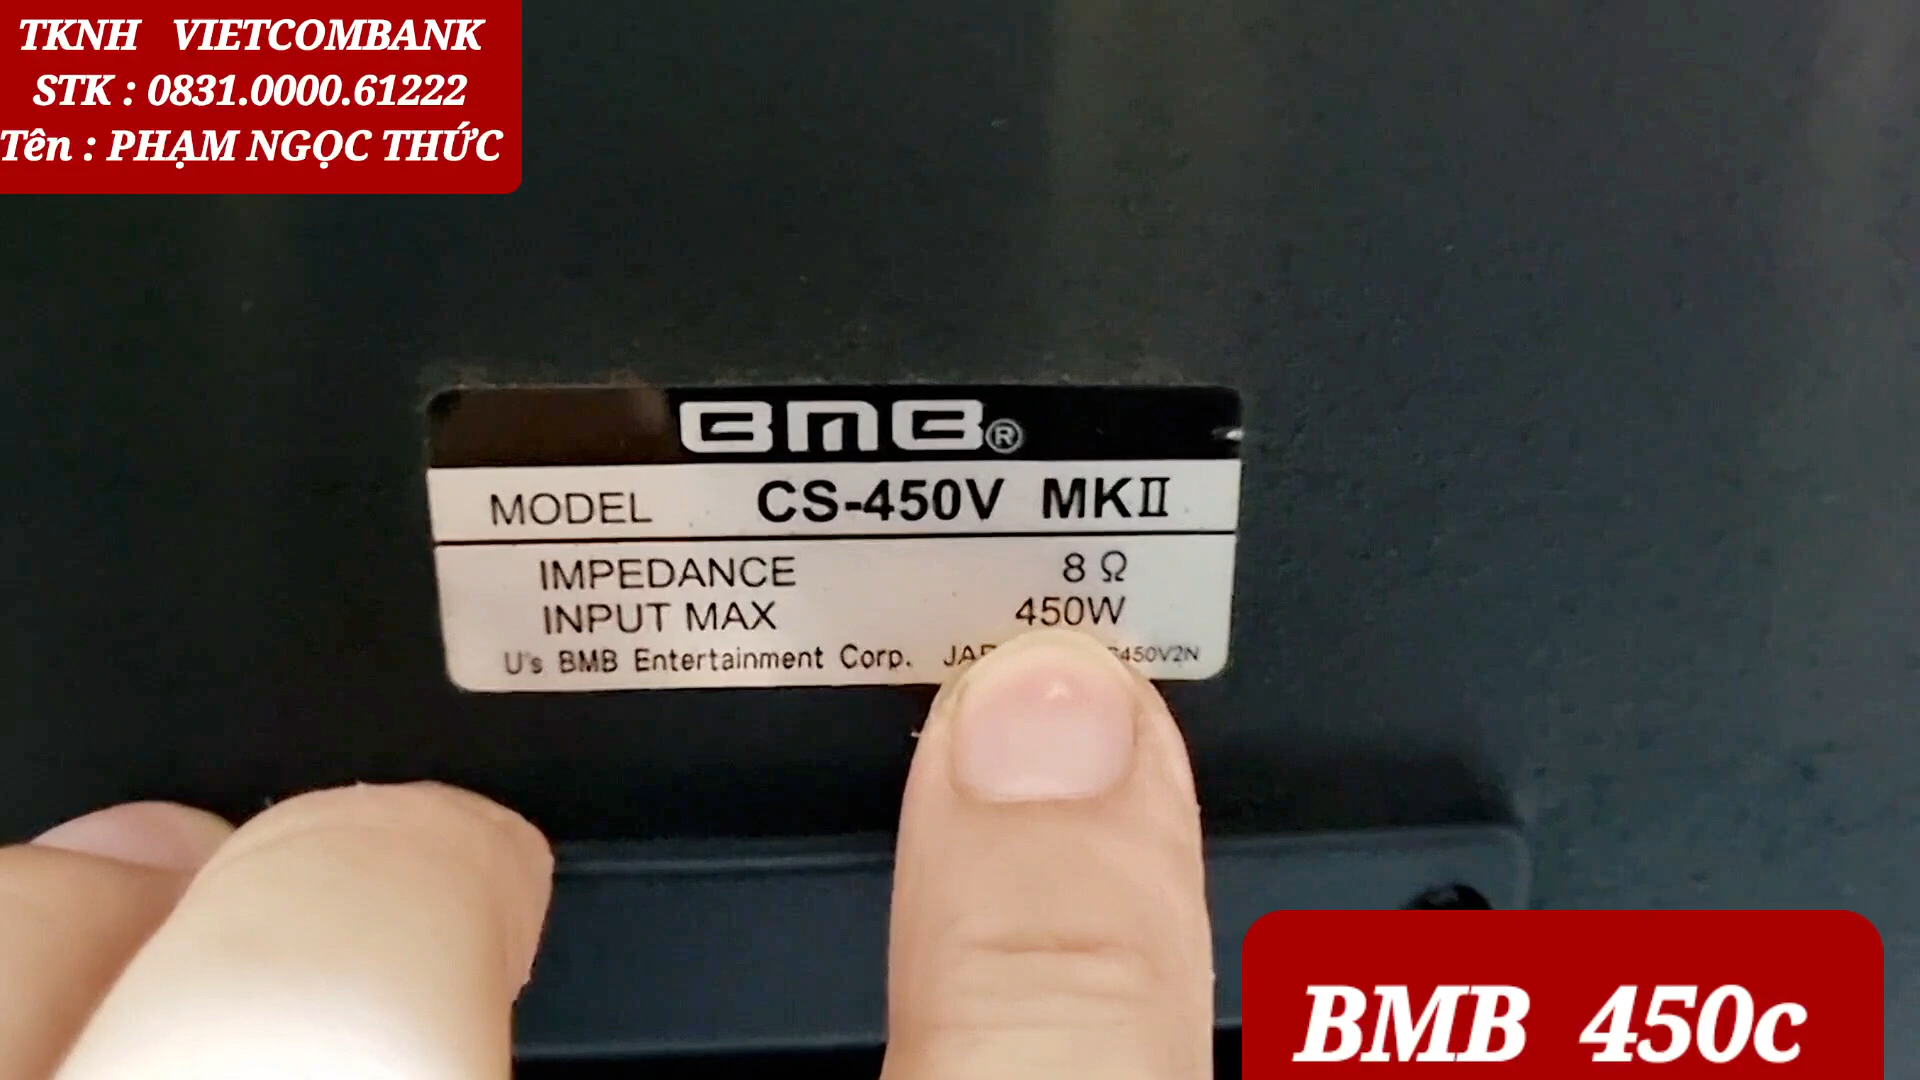 TKNH VIETCOMBANK
STK : 0831.0000.61222
Tên : PHẠM NGỌC THỨC
BMB®
MODEL CS-450V MKⅡ
IMPEDANCE 8 Ω
INPUT MAX 450W
U's BMB Entertainment Corp.
BMB 450c